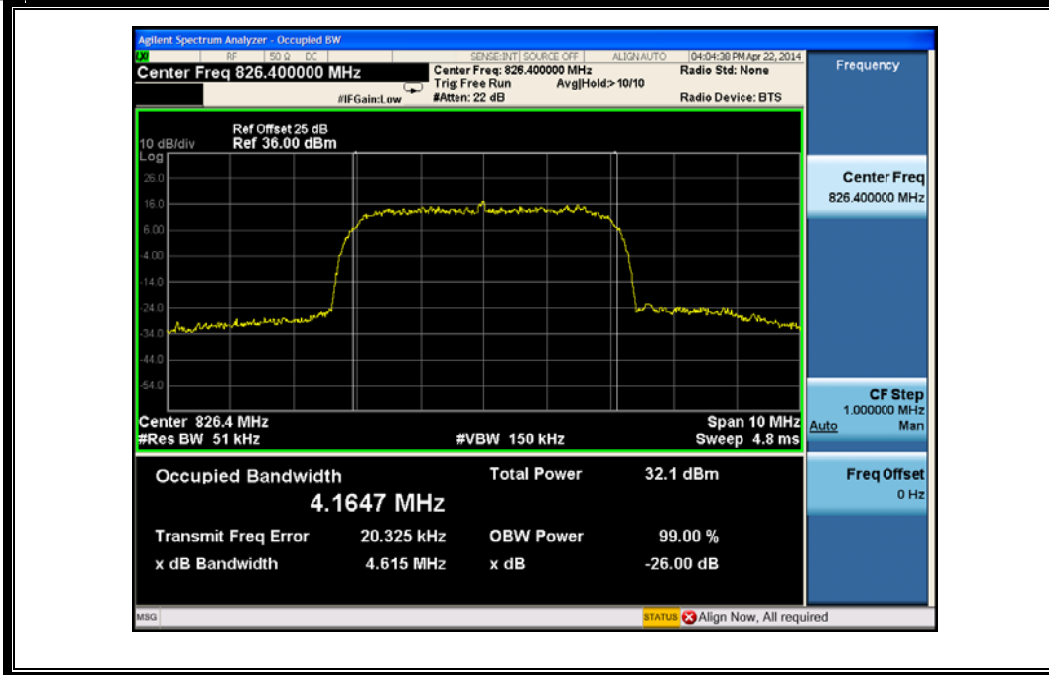 Agilent Spectrum Analyzer - Occupied BW
LXI RF 50 Ω DC SENSE:INT SOURCE OFF ALIGN AUTO 04:04:38 PM Apr 22, 2014
Center Freq 826.400000 MHz
Center Freq: 826.400000 MHz Radio Std: None
Trig: Free Run Avg|Hold:> 10/10
#IFGain:Low #Atten: 22 dB Radio Device: BTS
Ref Offset 25 dB
10 dB/div Ref 36.00 dBm
Log
26.0
16.0
6.00
-4.00
-14.0
-24.0
-34.0
-44.0
-54.0
Center 826.4 MHz Span 10 MHz
#Res BW 51 kHz #VBW 150 kHz Sweep 4.8 ms
Occupied Bandwidth Total Power 32.1 dBm
4.1647 MHz
Transmit Freq Error 20.325 kHz OBW Power 99.00 %
x dB Bandwidth 4.615 MHz x dB -26.00 dB
MSG STATUS Align Now, All required
Frequency
Center Freq
826.400000 MHz
CF Step
1.000000 MHz
Auto Man
Freq Offset
0 Hz